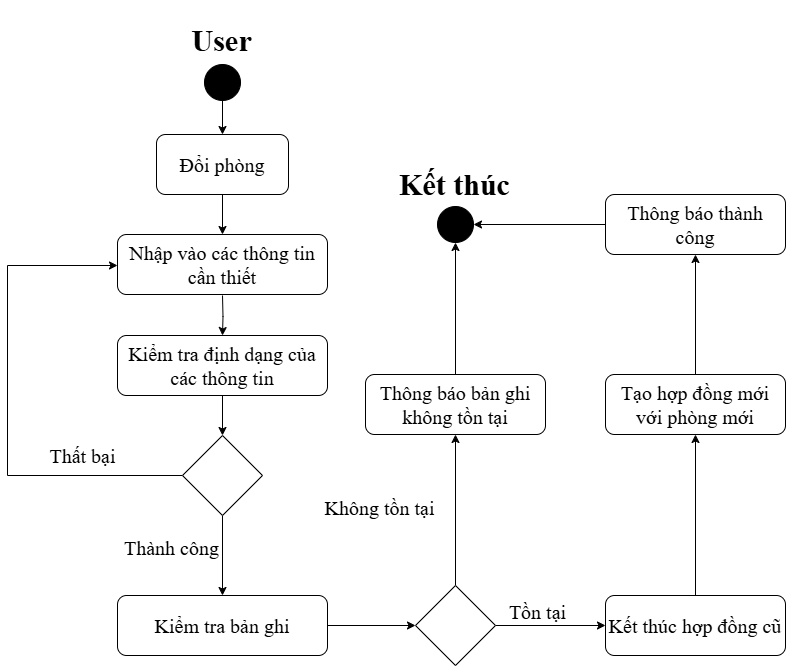 User
Đổi phòng
Nhập vào các thông tin
cần thiết
Kiểm tra định dạng của
các thông tin
Thất bại
Thành công
Kiểm tra bản ghi
Không tồn tại
Tồn tại
Kết thúc hợp đồng cũ
Thông báo bản ghi
không tồn tại
Tạo hợp đồng mới
với phòng mới
Kết thúc
Thông báo thành
công